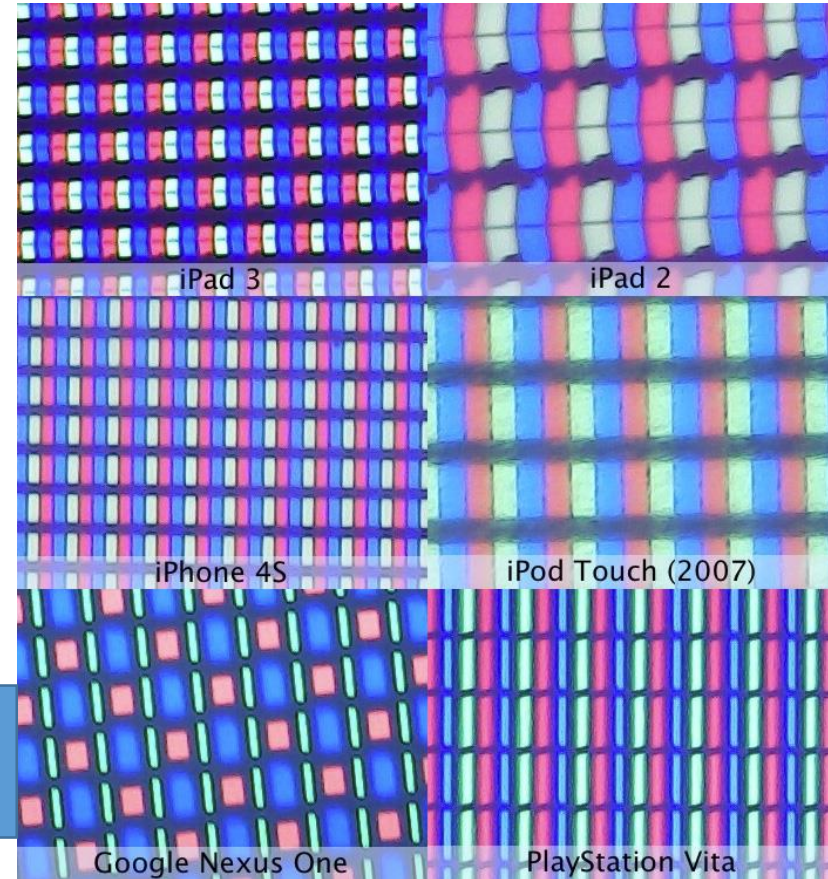 iPad 3
iPad 2
iPhone 4S
iPod Touch (2007)
Google Nexus One
PlayStation Vita